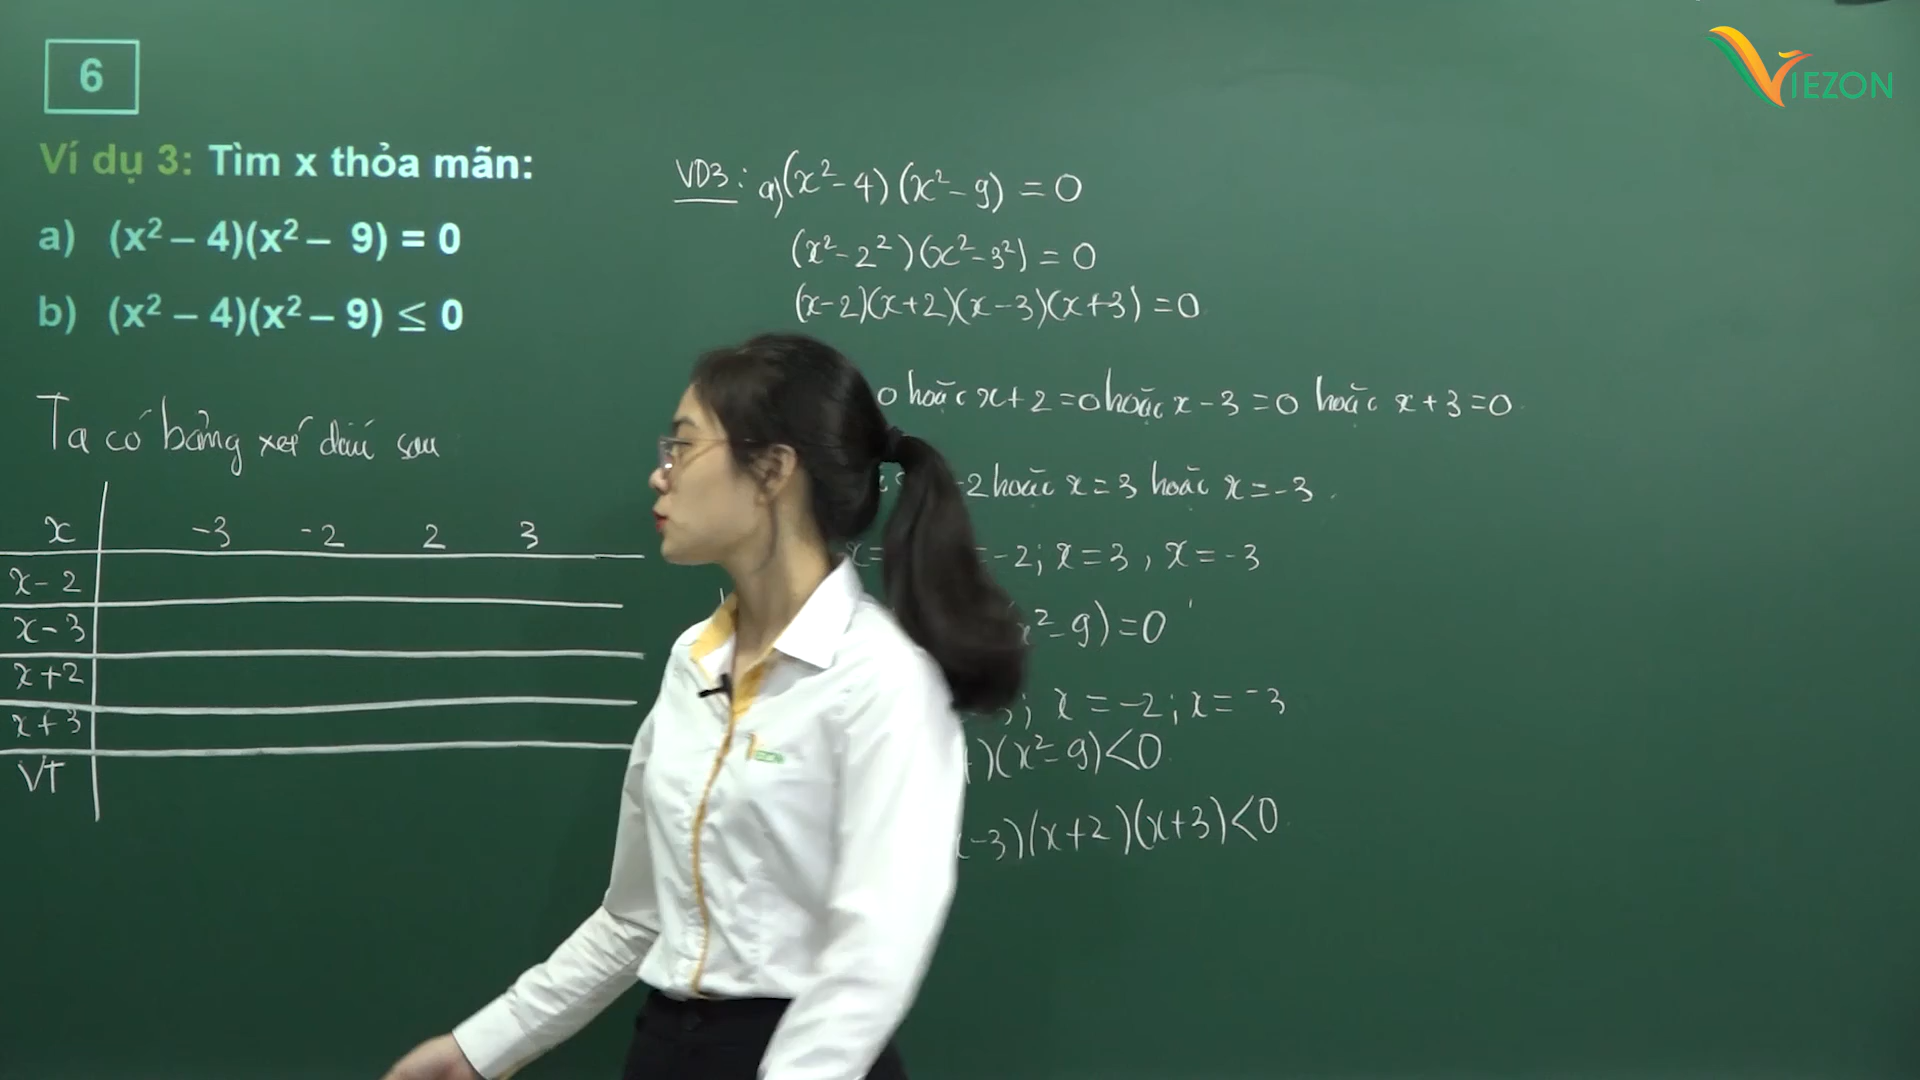 6
VIEZON
Ví dụ 3: Tìm x thỏa mãn:
a) (x² – 4)(x² – 9) = 0
b) (x² – 4)(x² – 9) ≤ 0
Ta có bảng xét dấu sau
x -3 -2 2 3
x-2
x-3
x+2
x+3
VT
VD3: a) (x²-4)(x²-9) = 0
(x²-2²)(x²-3²) = 0
(x-2)(x+2)(x-3)(x+3) = 0
0 hoặc x+2=0 hoặc x-3=0 hoặc x+3=0
-2 hoặc x=3 hoặc x=-3.
x= =-2; x=3, x=-3
x²-9)=0
; x=-2; x=-3
)(x²-9)<0
-3)(x+2)(x+3)<0